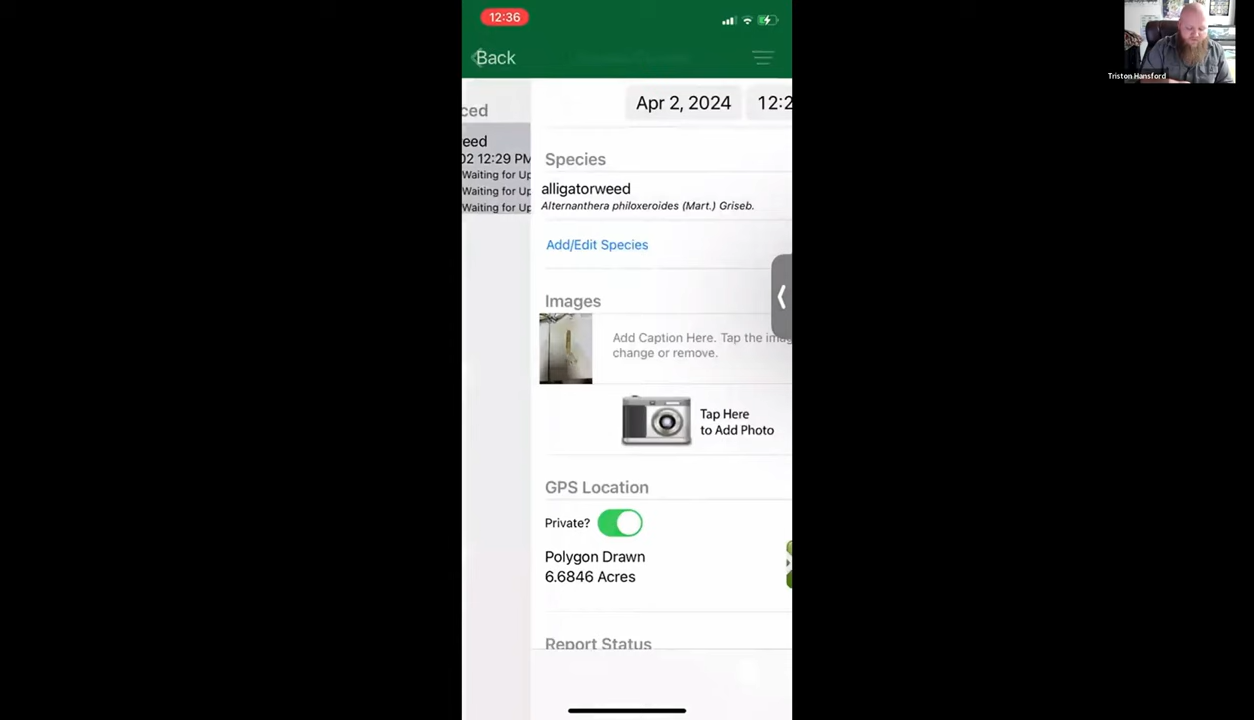 12:36
Back
ced
eed
02 12:29 PM
Waiting for Up
Waiting for Up
Waiting for Up
Apr 2, 2024
12:2
Species
alligatorweed
Alternanthera philoxeroides (Mart.) Griseb.
Add/Edit Species
Images
Add Caption Here. Tap the imag
change or remove.
Tap Here
to Add Photo
GPS Location
Private?
Polygon Drawn
6.6846 Acres
Report Status
Triston Hansford